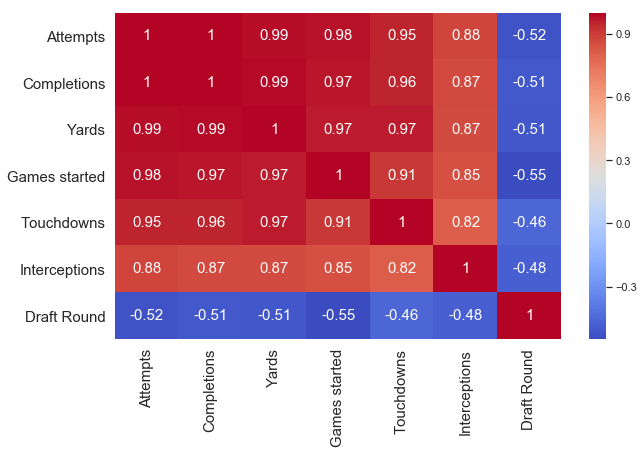 Attempts 1 1 0.99 0.98 0.95 0.88 -0.52 0.9
Completions 1 1 0.99 0.97 0.96 0.87 -0.51 0.6
Yards 0.99 0.99 1 0.97 0.97 0.87 -0.51
Games started 0.98 0.97 0.97 1 0.91 0.85 -0.55 0.3
Touchdowns 0.95 0.96 0.97 0.91 1 0.82 -0.46 0.0
Interceptions 0.88 0.87 0.87 0.85 0.82 1 -0.48 -0.3
Draft Round -0.52 -0.51 -0.51 -0.55 -0.46 -0.48 1
Attempts Completions Yards Games started Touchdowns Interceptions Draft Round